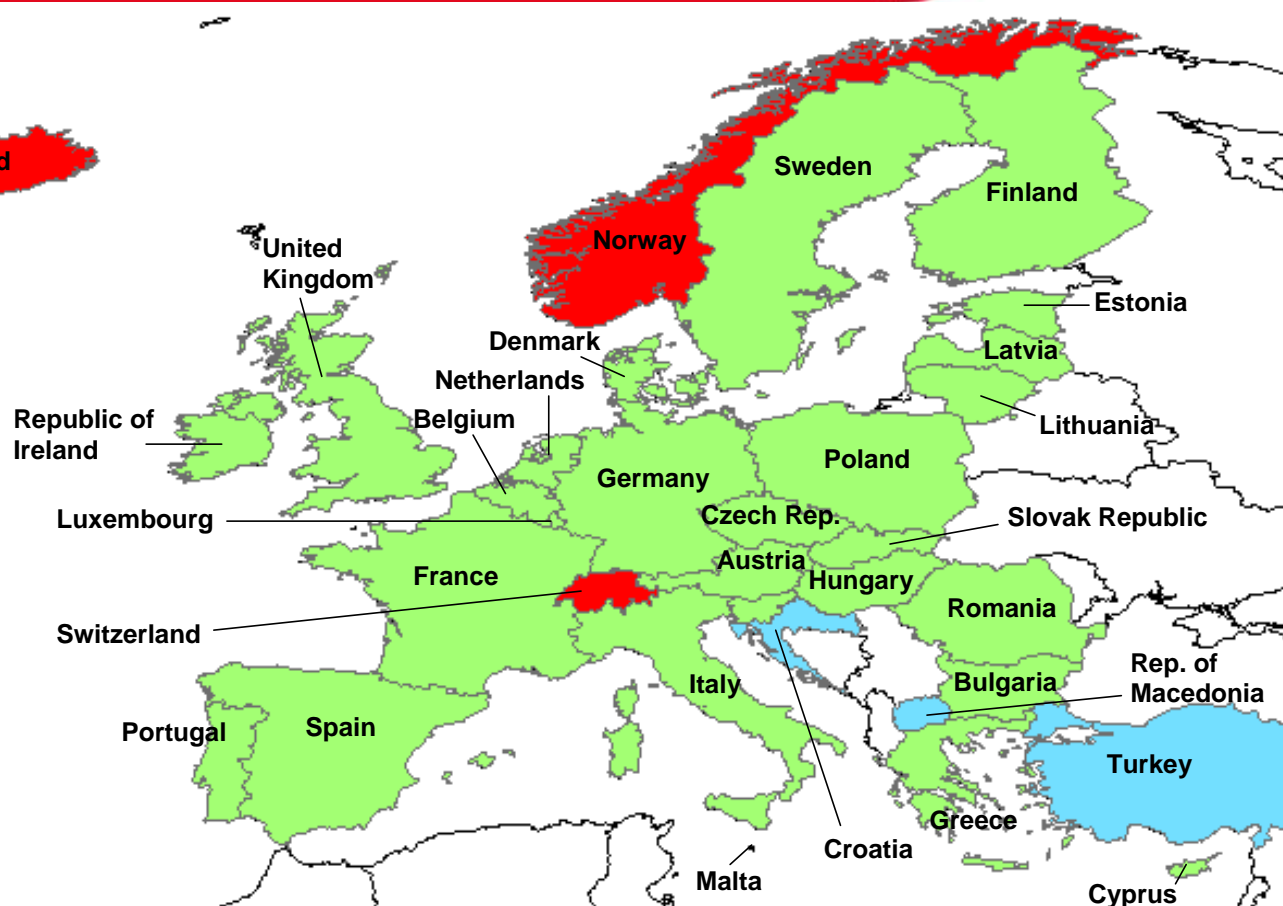 d
Sweden
Finland
Norway
United
Kingdom
Estonia
Denmark
Latvia
Netherlands
Belgium
Republic of
Ireland
Lithuania
Poland
Germany
Luxembourg
Czech Rep.
Slovak Republic
Austria
France
Hungary
Romania
Switzerland
Rep. of
Macedonia
Italy
Bulgaria
Portugal
Spain
Turkey
Greece
Croatia
Malta
Cyprus